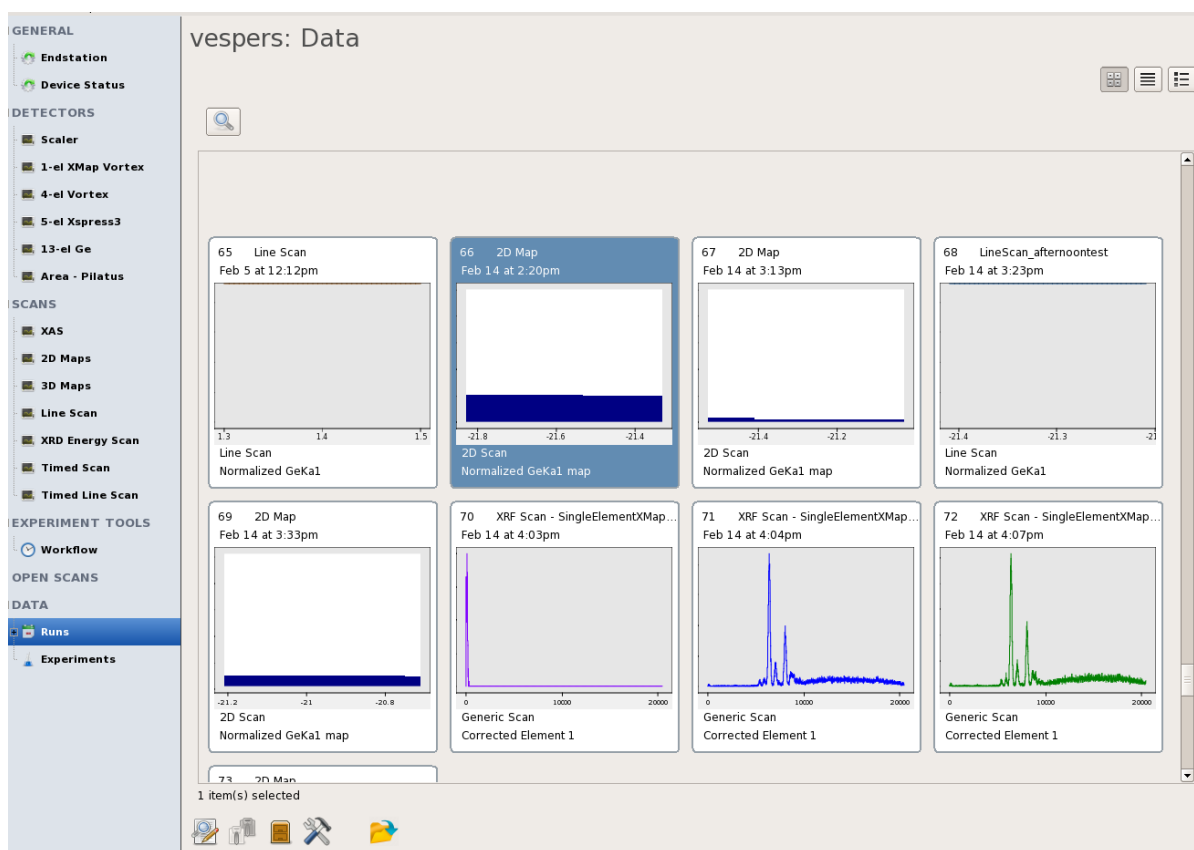 GENERAL
Endstation
Device Status
DETECTORS
Scaler
1-el XMap Vortex
4-el Vortex
5-el Xspress3
13-el Ge
Area - Pilatus
SCANS
XAS
2D Maps
3D Maps
Line Scan
XRD Energy Scan
Timed Scan
Timed Line Scan
EXPERIMENT TOOLS
Workflow
OPEN SCANS
DATA
Runs
Experiments
vespers: Data
65 Line Scan
Feb 5 at 12:12pm
1.3 1.4 1.5
Line Scan
Normalized GeKa1
66 2D Map
Feb 14 at 2:20pm
-21.8 -21.6 -21.4
2D Scan
Normalized GeKa1 map
67 2D Map
Feb 14 at 3:13pm
-21.4 -21.2
2D Scan
Normalized GeKa1 map
68 LineScan_afternoontest
Feb 14 at 3:23pm
-21.4 -21.3 -21
Line Scan
Normalized GeKa1
69 2D Map
Feb 14 at 3:33pm
-21.2 -21 -20.8
2D Scan
Normalized GeKa1 map
70 XRF Scan - SingleElementXMap...
Feb 14 at 4:03pm
0 10000 20000
Generic Scan
Corrected Element 1
71 XRF Scan - SingleElementXMap...
Feb 14 at 4:04pm
0 10000 20000
Generic Scan
Corrected Element 1
72 XRF Scan - SingleElementXMap...
Feb 14 at 4:07pm
0 10000 20000
Generic Scan
Corrected Element 1
73 2D Map
1 item(s) selected